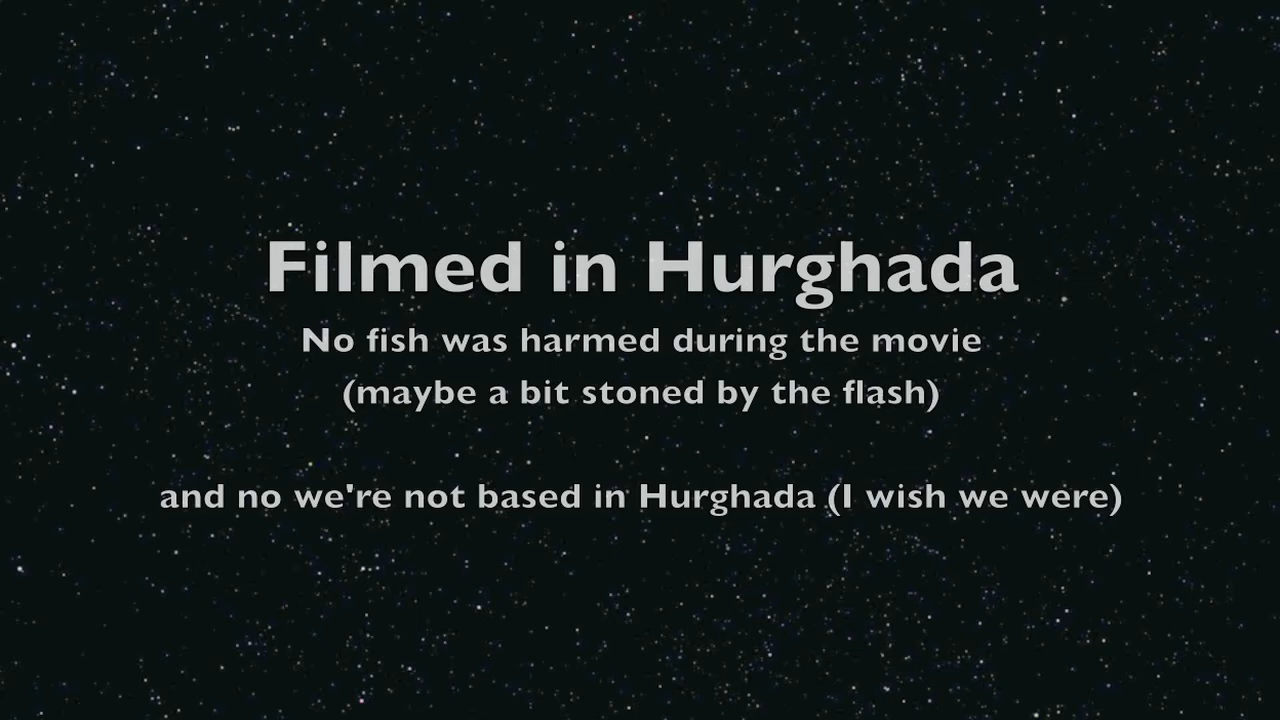 Filmed in Hurghada
No fish was harmed during the movie
(maybe a bit stoned by the flash)
and no we're not based in Hurghada (I wish we were)